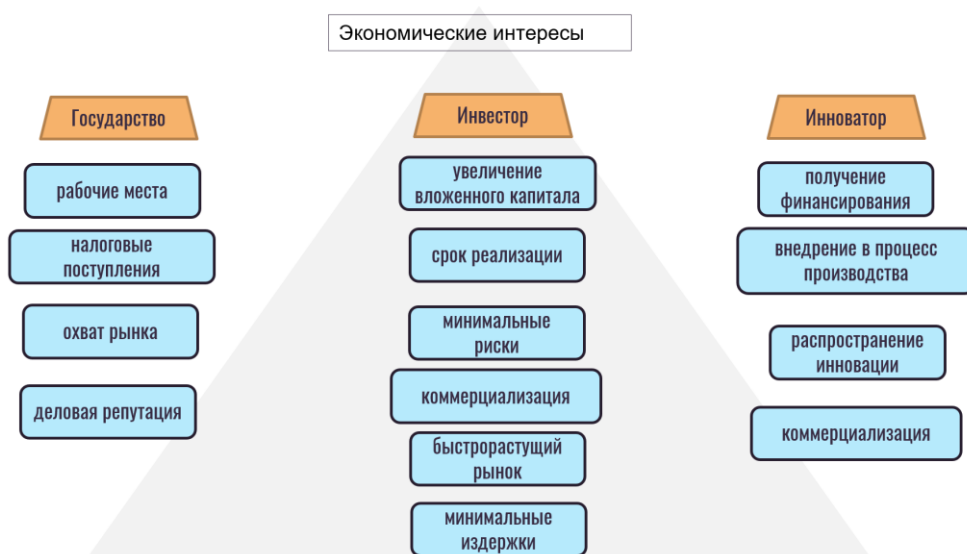 Экономические интересы
Государство
рабочие места
налоговые
поступления
охват рынка
деловая репутация
Инвестор
увеличение
вложенного капитала
срок реализации
минимальные
риски
коммерциализация
быстрорастущий
рынок
минимальные
издержки
Инноватор
получение
финансирования
внедрение в процесс
производства
распространение
инновации
коммерциализация